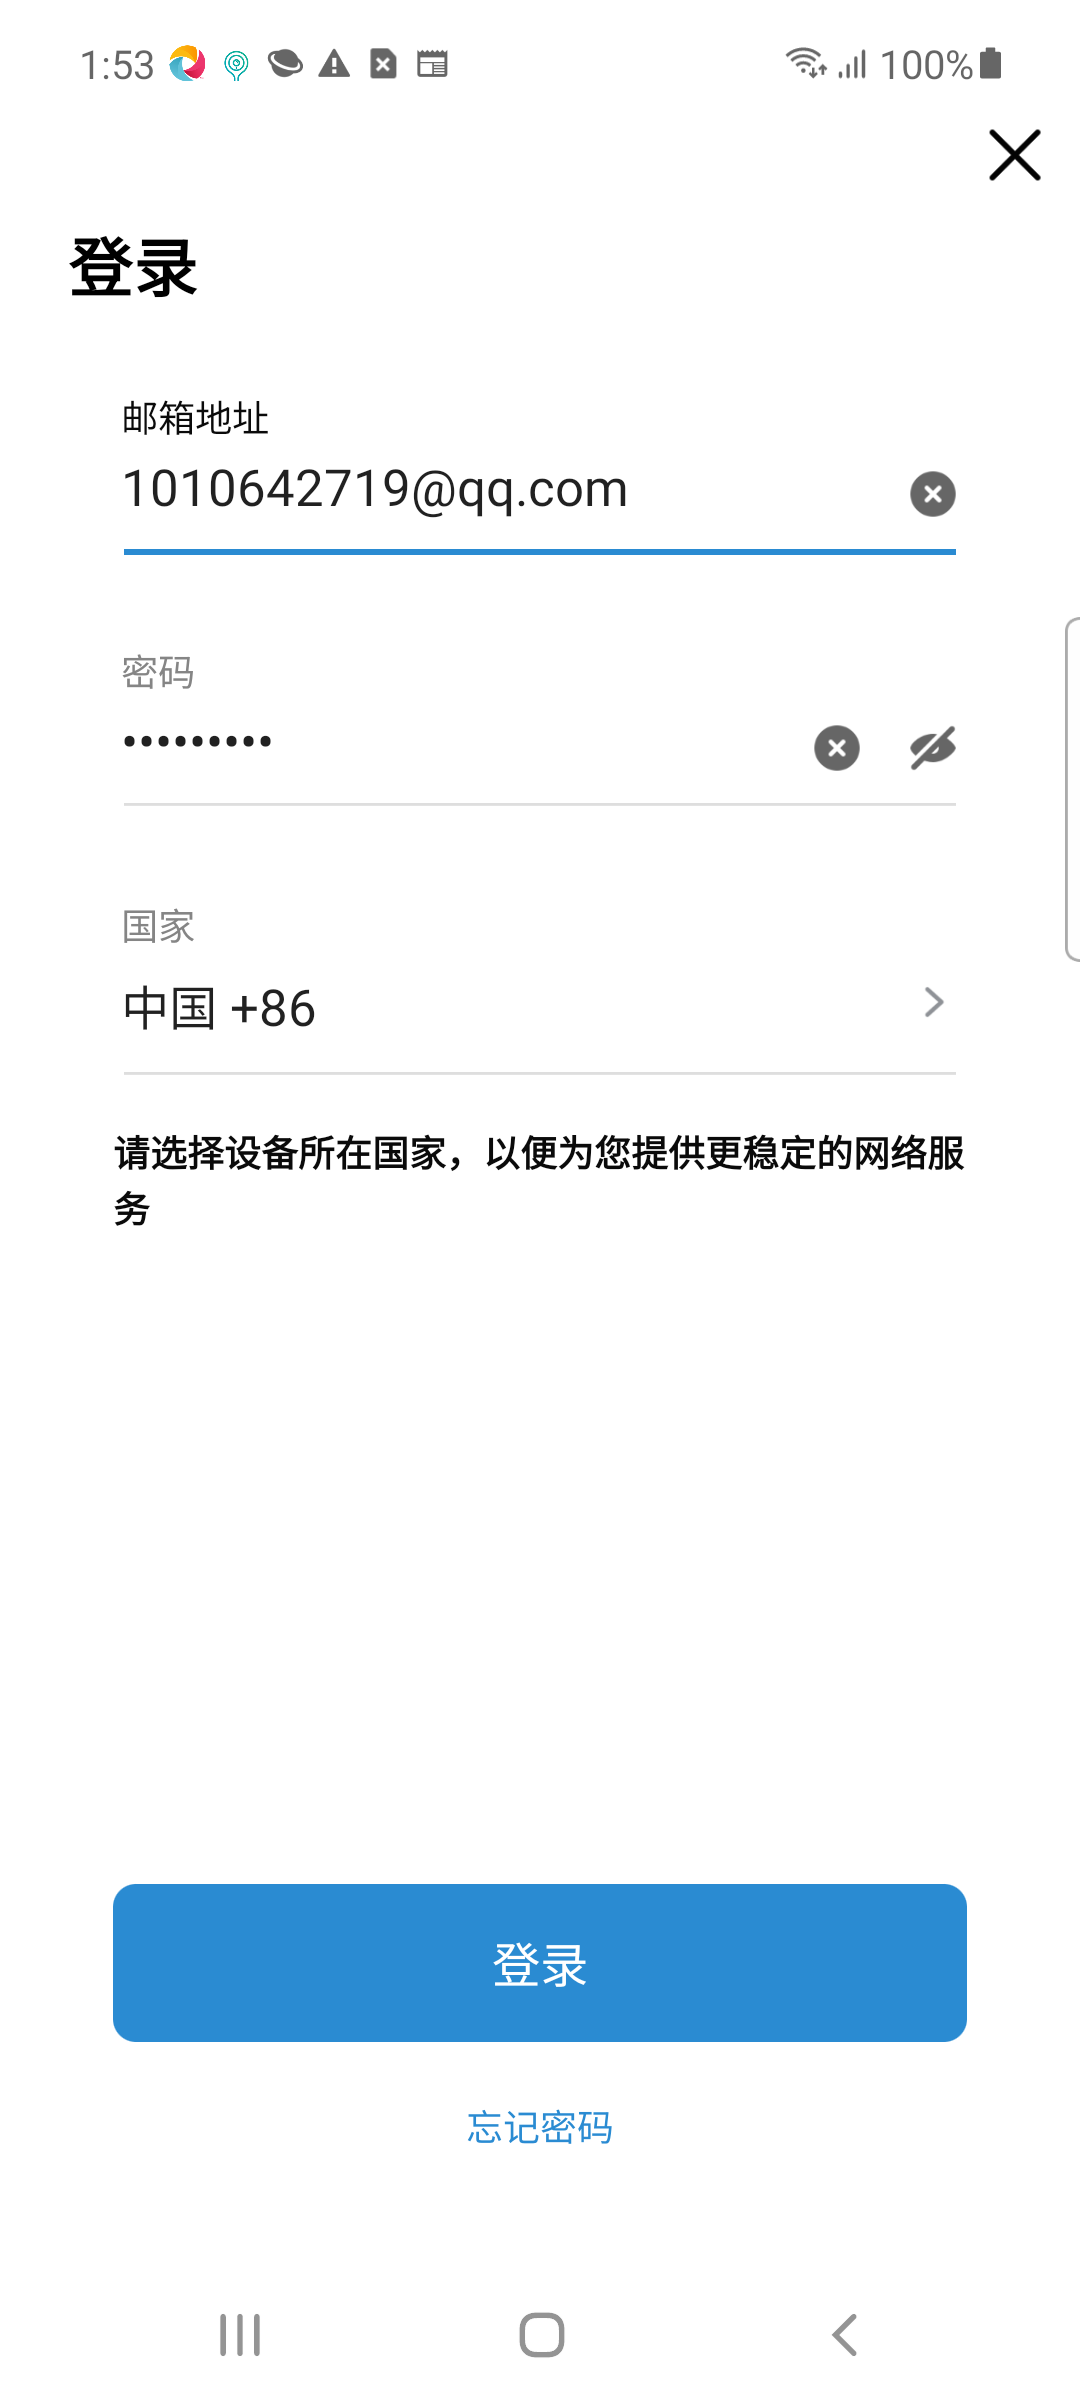 1:53
100%
登录
邮箱地址
1010642719@qq.com
密码
•••••••••
国家
中国 +86
请选择设备所在国家，以便为您提供更稳定的网络服
务
登录
忘记密码